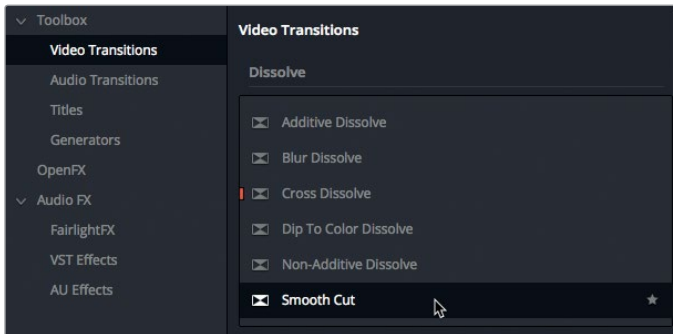 Toolbox
Video Transitions
Audio Transitions
Titles
Generators
OpenFX
Audio FX
FairlightFX
VST Effects
AU Effects
Video Transitions
Dissolve
Additive Dissolve
Blur Dissolve
Cross Dissolve
Dip To Color Dissolve
Non-Additive Dissolve
Smooth Cut